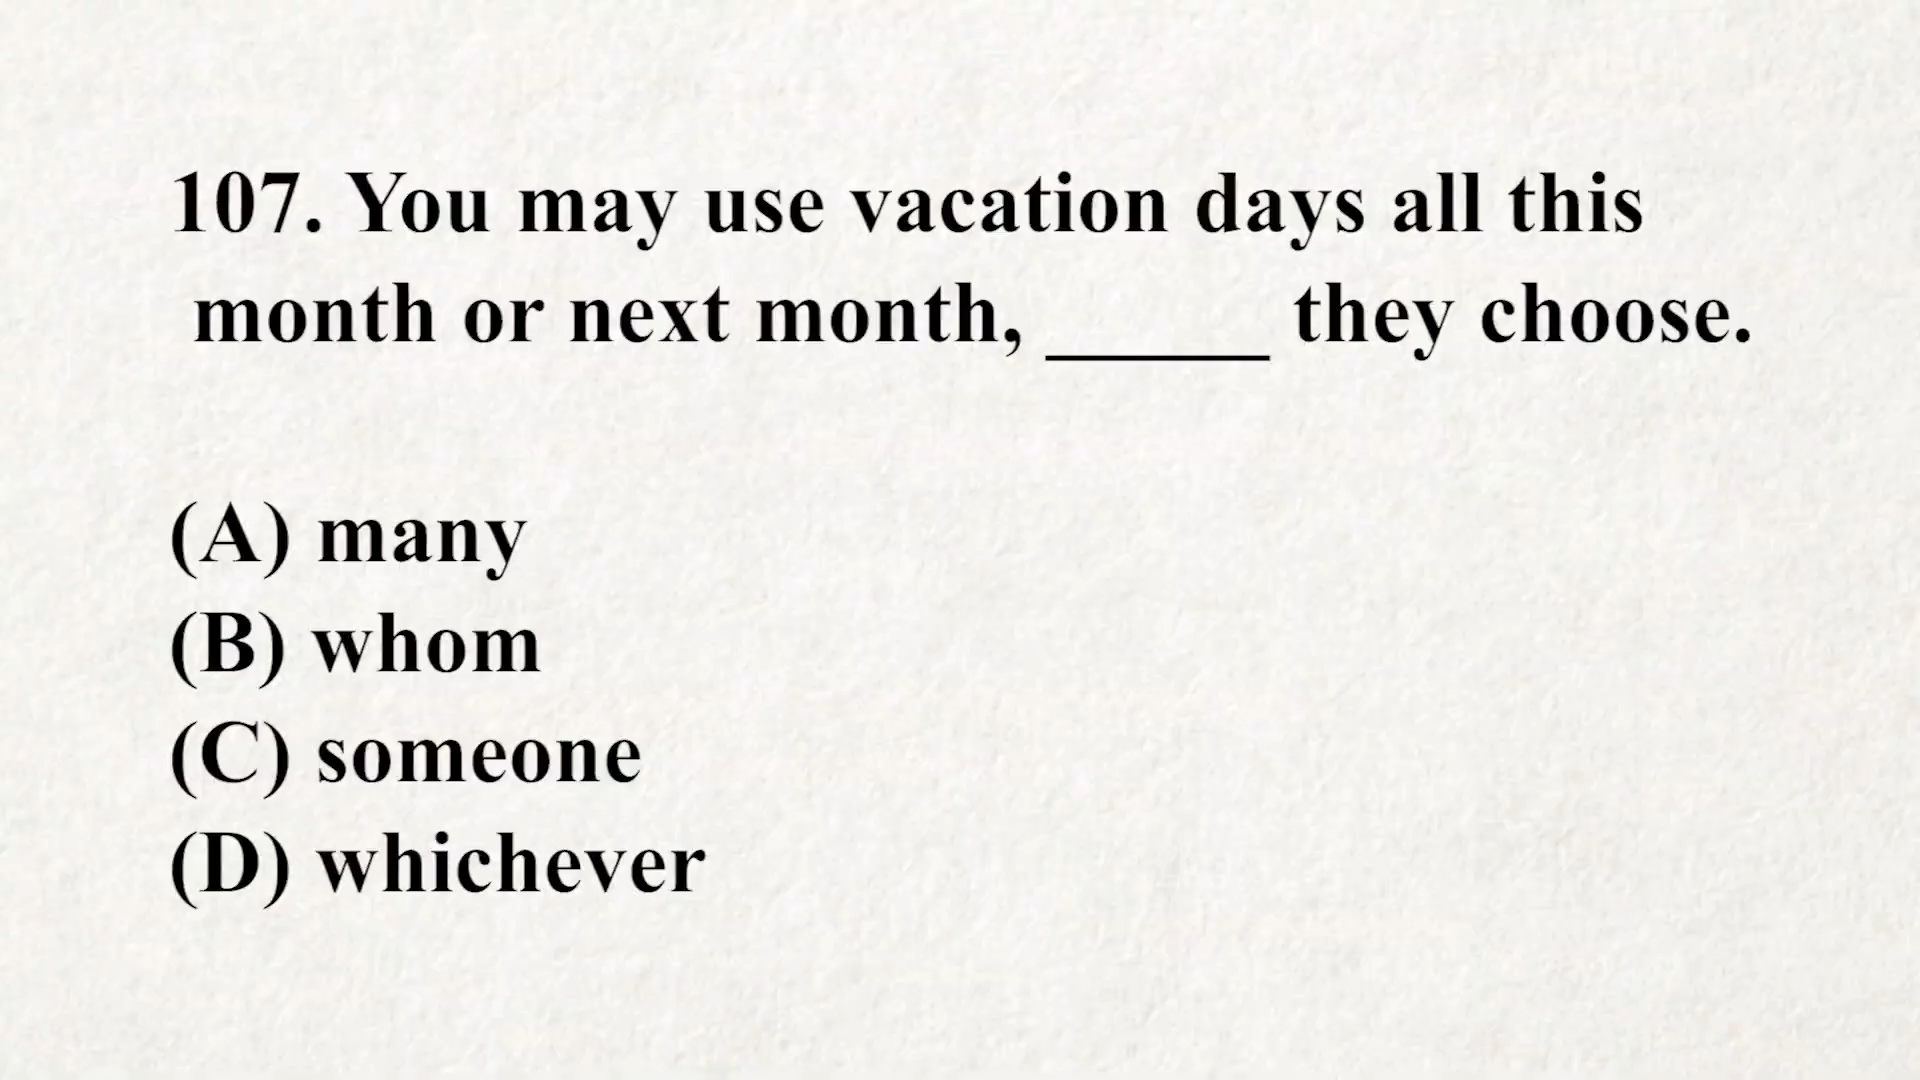 107. You may use vacation days all this
month or next month, _____ they choose.
(A) many
(B) whom
(C) someone
(D) whichever